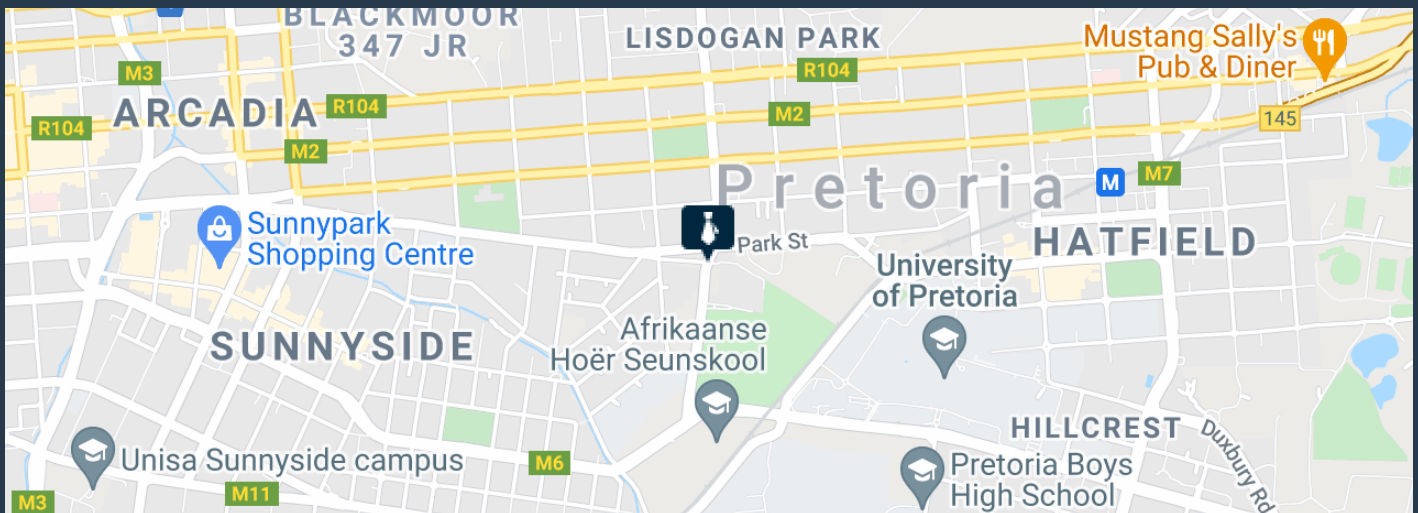 BLACKMOOR
347 JR
LISDOGAN PARK
Mustang Sally's
Pub & Diner
M3
R104
ARCADIA
R104
R104
M2
145
M2
Pretoria
M
M7
Sunnypark
Shopping Centre
Park St
HATFIELD
University
of Pretoria
Afrikaanse
Hoër Seunskool
SUNNYSIDE
HILLCREST
Duxbury Rd
Unisa Sunnyside campus
M6
Pretoria Boys
High School
M11
M3